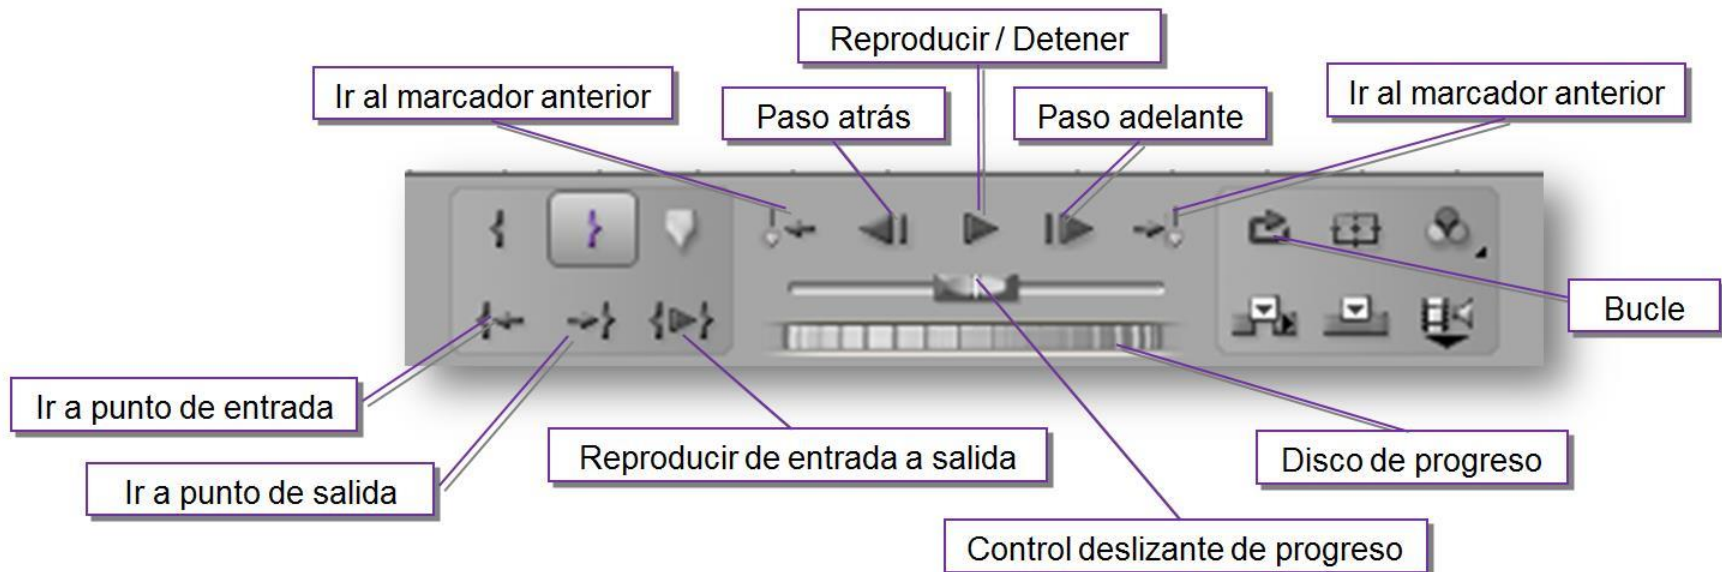 Reproducir / Detener
Ir al marcador anterior
Ir al marcador anterior
Paso atrás
Paso adelante
Bucle
Ir a punto de entrada
Reproducir de entrada a salida
Disco de progreso
Ir a punto de salida
Control deslizante de progreso